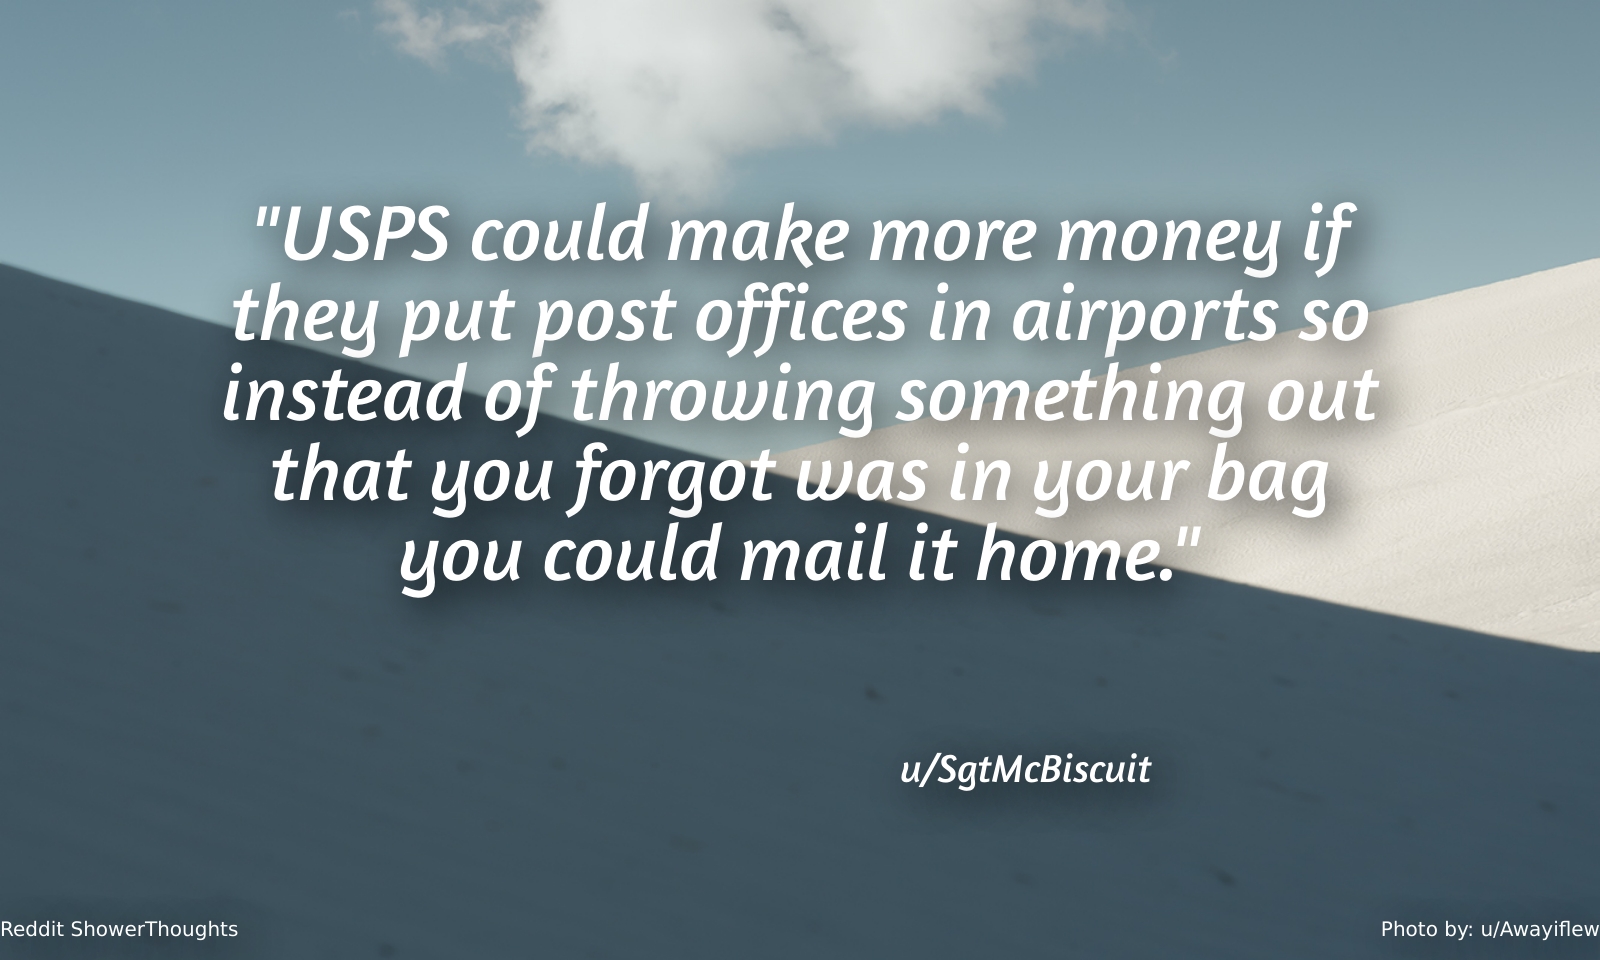 "USPS could make more money if
they put post offices in airports so
instead of throwing something out
that you forgot was in your bag
you could mail it home."
u/SgtMcBiscuit
Reddit ShowerThoughts
Photo by: u/Awayiflew